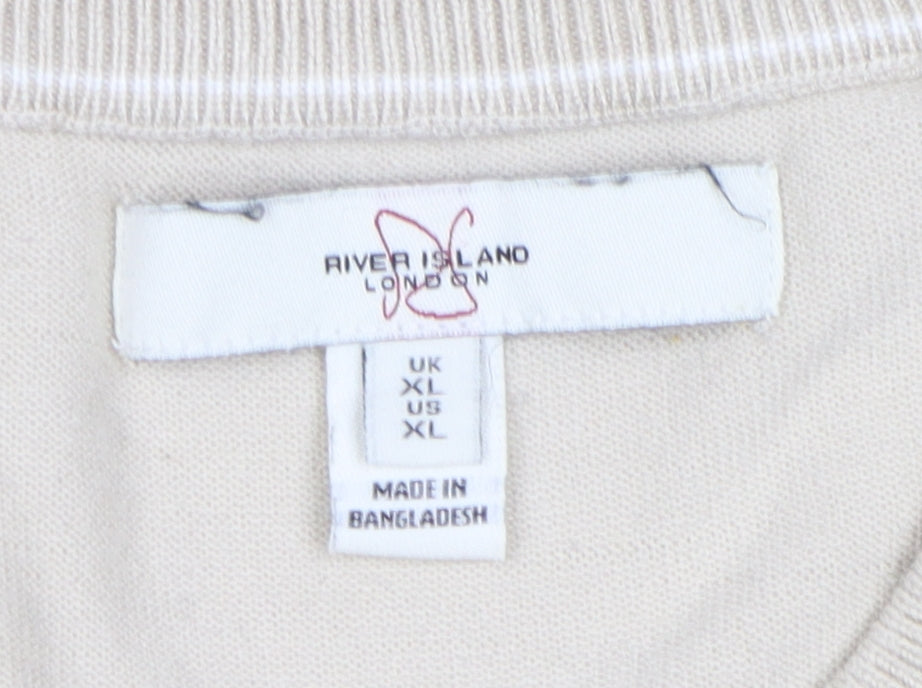 RIVER ISLAND
LONDON
UK
XL
US
XL
MADE IN
BANGLADESH